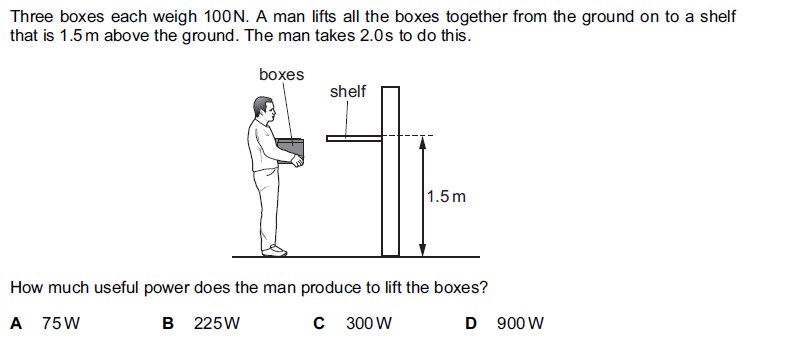 Three boxes each weigh 100N. A man lifts all the boxes together from the ground on to a shelf
that is 1.5m above the ground. The man takes 2.0s to do this.
boxes
shelf
1.5m
How much useful power does the man produce to lift the boxes?
A 75W B 225W C 300W D 900W